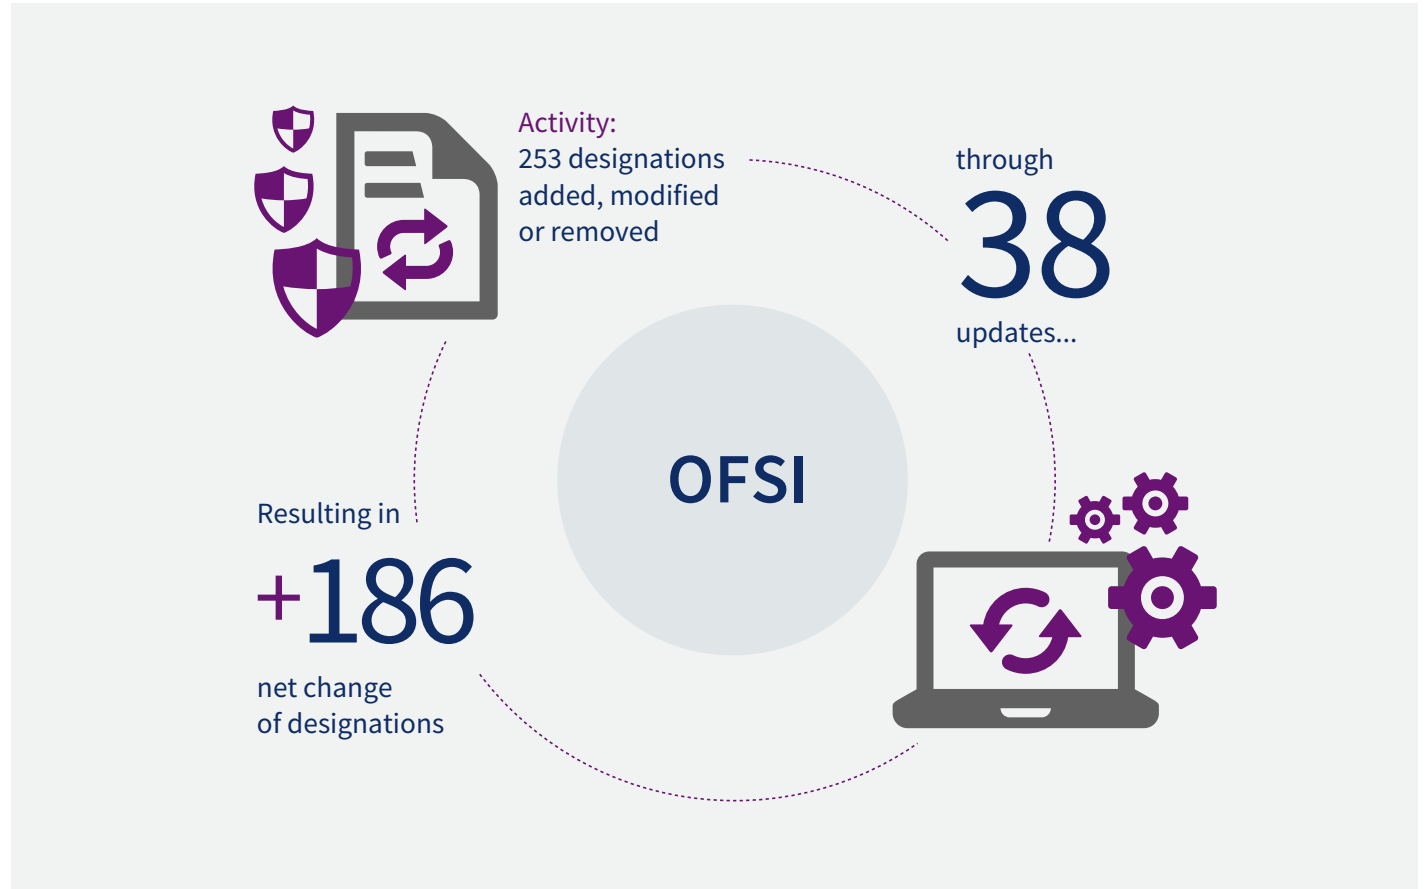 Activity:
253 designations
added, modified
or removed
through
38
updates...
OFSI
Resulting in
+186
net change
of designations